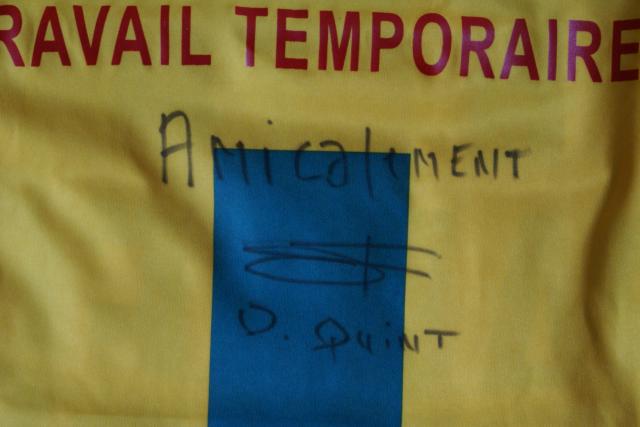 RAVAIL TEMPORAIRE
Amicalement
D. QUINT